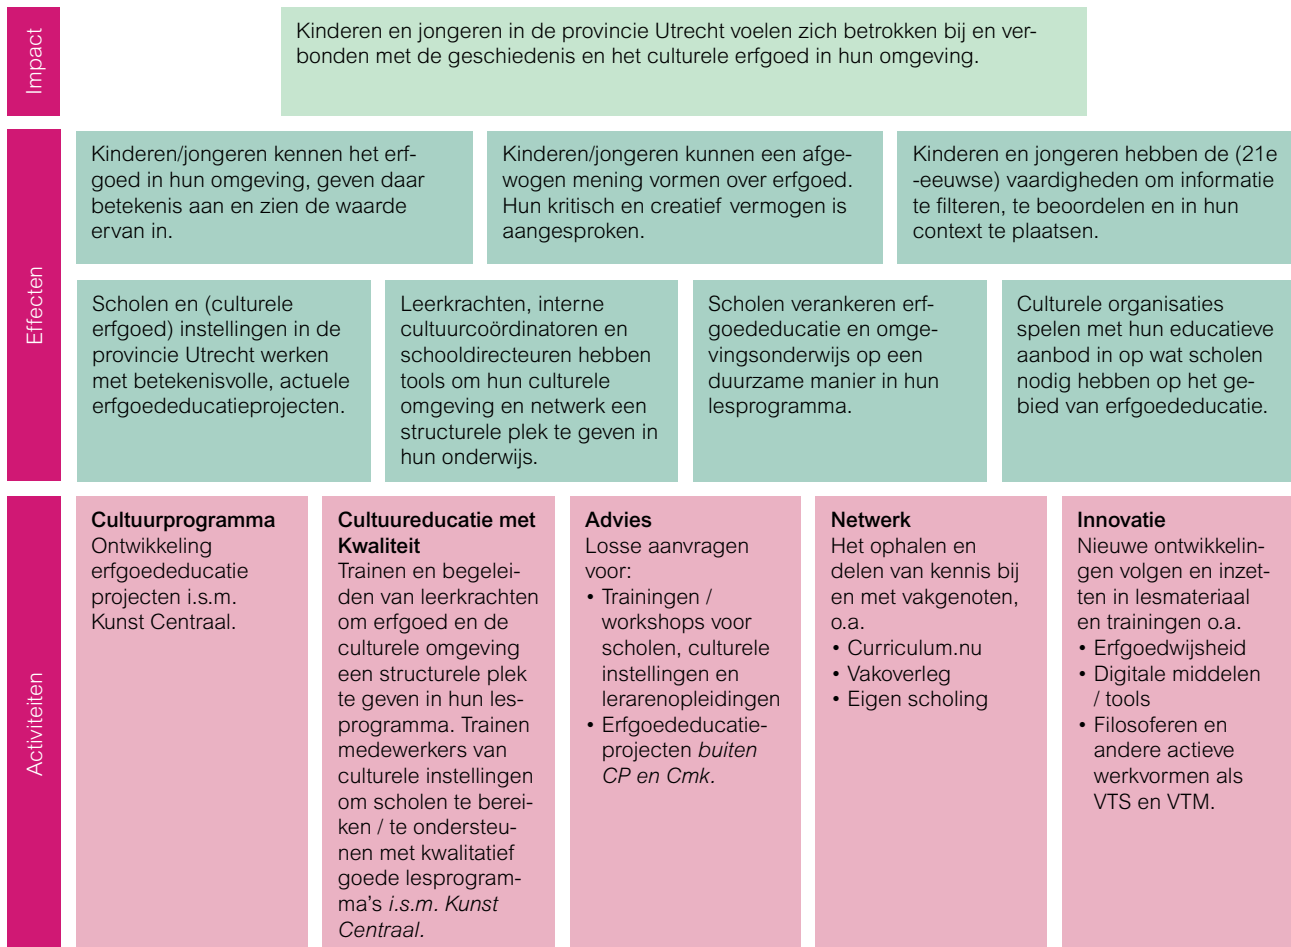 Impact
Kinderen en jongeren in de provincie Utrecht voelen zich betrokken bij en ver-
bonden met de geschiedenis en het culturele erfgoed in hun omgeving.
Effecten
Kinderen/jongeren kennen het erf-
goed in hun omgeving, geven daar
betekenis aan en zien de waarde
ervan in.
Kinderen/jongeren kunnen een afge-
wogen mening vormen over erfgoed.
Hun kritisch en creatief vermogen is
aangesproken.
Kinderen en jongeren hebben de (21e
-eeuwse) vaardigheden om informatie
te filteren, te beoordelen en in hun
context te plaatsen.
Scholen en (culturele
erfgoed) instellingen in de
provincie Utrecht werken
met betekenisvolle, actuele
erfgoededucatieprojecten.
Leerkrachten, interne
cultuurcoördinatoren en
schooldirecteuren hebben
tools om hun culturele
omgeving en netwerk een
structurele plek te geven in
hun onderwijs.
Scholen verankeren erf-
goededucatie en omge-
vingsonderwijs op een
duurzame manier in hun
lesprogramma.
Culturele organisaties
spelen met hun educatieve
aanbod in op wat scholen
nodig hebben op het ge-
bied van erfgoededucatie.
Activiteiten
Cultuurprogramma
Ontwikkeling
erfgoededucatie
projecten i.s.m.
Kunst Centraal.
Cultuureducatie met
Kwaliteit
Trainen en begelei-
den van leerkrachten
om erfgoed en de
culturele omgeving
een structurele plek
te geven in hun les-
programma. Trainen
medewerkers van
culturele instellingen
om scholen te berei-
ken / te ondersteu-
nen met kwalitatief
goede lesprogram-
ma's i.s.m. Kunst
Centraal.
Advies
Losse aanvragen
voor:
• Trainingen /
workshops voor
scholen, culturele
instellingen en
lerarenopleidingen
• Erfgoededucatie-
projecten buiten
CP en Cmk.
Netwerk
Het ophalen en
delen van kennis bij
en met vakgenoten,
o.a.
• Curriculum.nu
• Vakoverleg
• Eigen scholing
Innovatie
Nieuwe ontwikkelin-
gen volgen en inzet-
ten in lesmateriaal
en trainingen o.a.
• Erfgoedwijsheid
• Digitale middelen
/ tools
• Filosoferen en
andere actieve
werkvormen als
VTS en VTM.